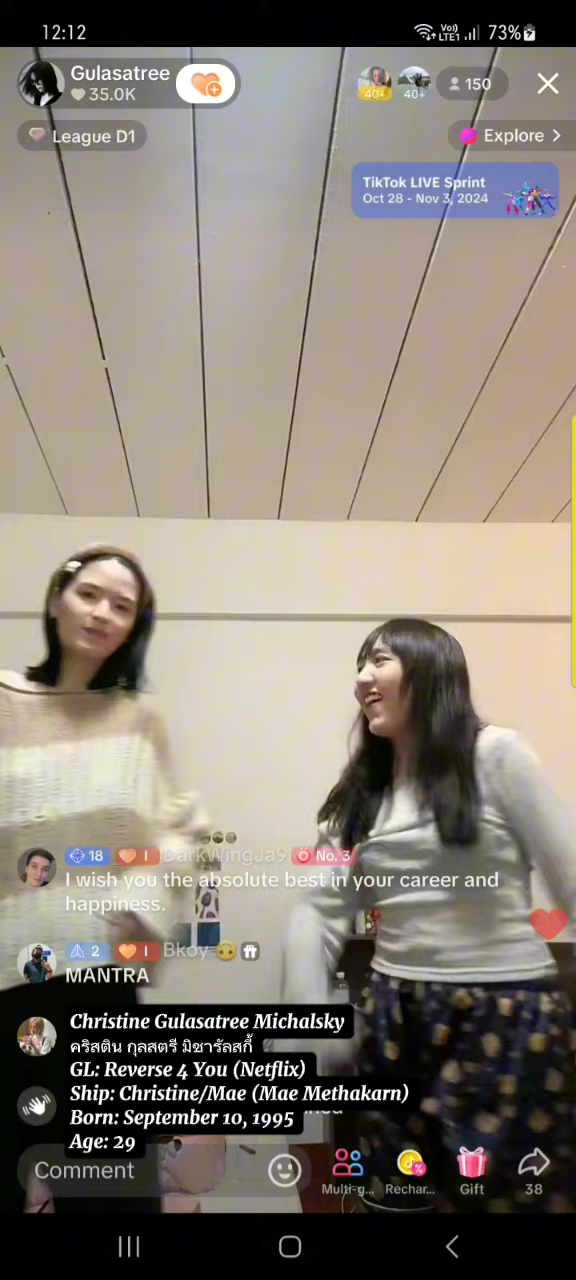 12:12
Vo))
LTE1
73%
Gulasatree
35.0K
40+
40+
150
League D1
Explore >
TikTok LIVE Sprint
Oct 28 - Nov 3, 2024
18 I DarkWingJa9 No. 3
I wish you the absolute best in your career and
happiness.
2 I Bkoy
MANTRA
Christine Gulasatree Michalsky
คริสติน กุลสตรี มิชารัลสกี้
GL: Reverse 4 You (Netflix)
Ship: Christine/Mae (Mae Methakarn)
Born: September 10, 1995
Age: 29
Comment
Multi-g...
Rechar...
Gift
38